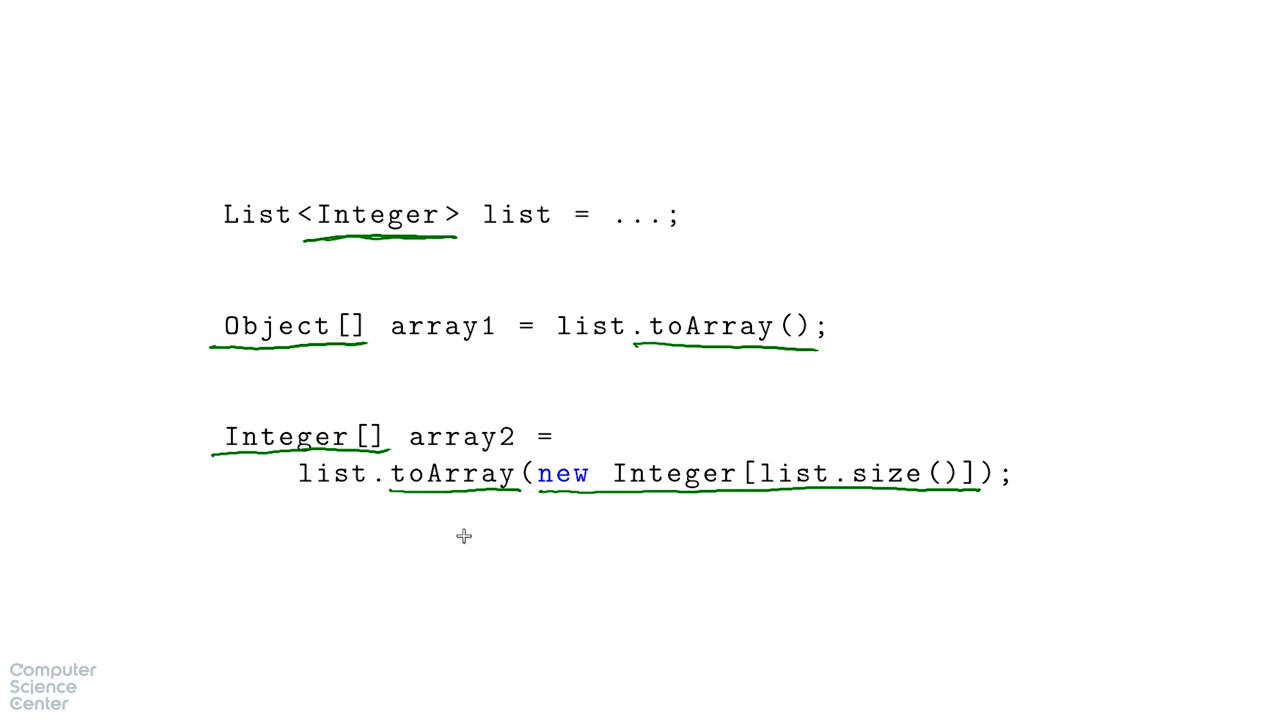 List<Integer> list = ...;
Object[] array1 = list.toArray();
Integer[] array2 =
list.toArray(new Integer[list.size()]);
Computer
Science
Center